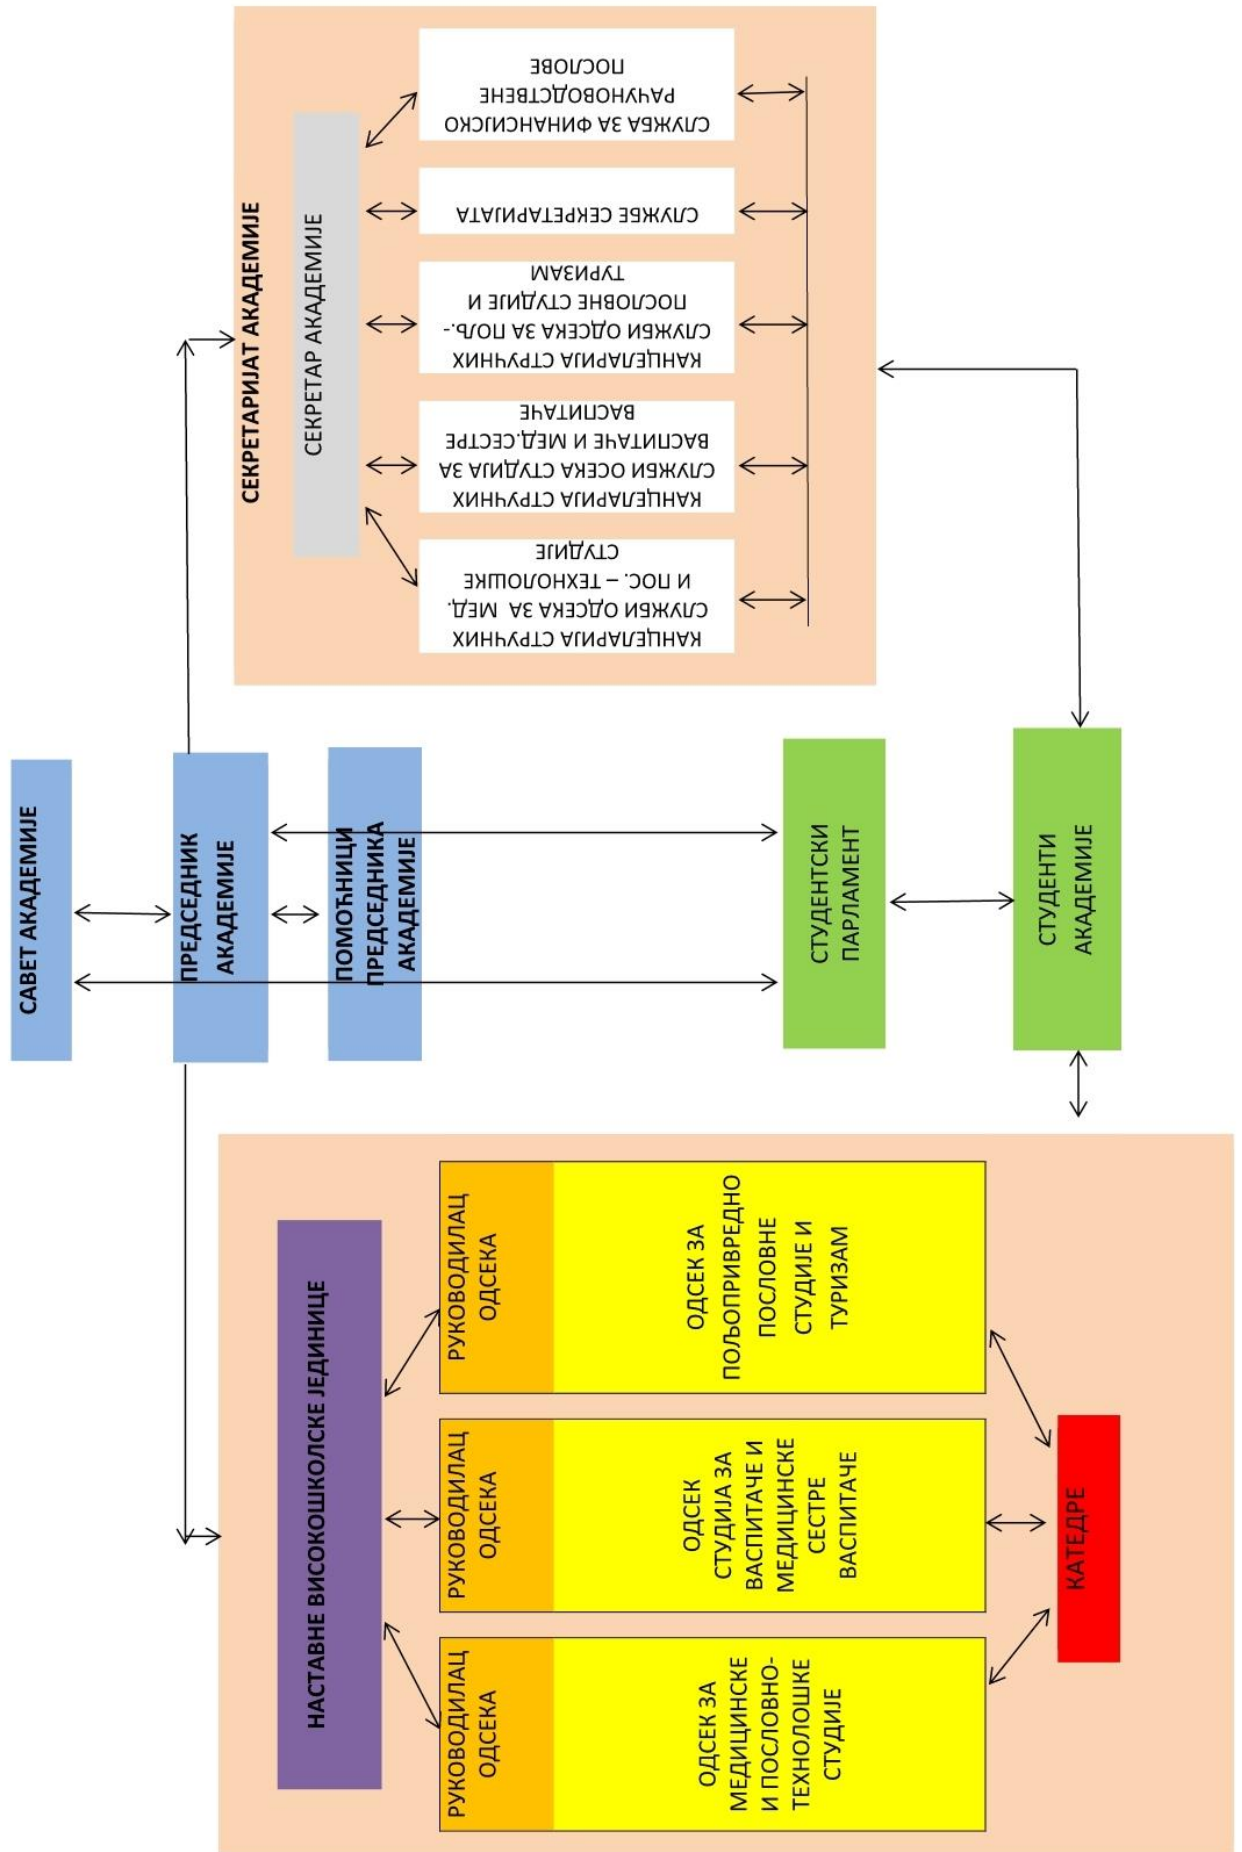 САВЕТ АКАДЕМИЈЕ
ПРЕДСЕДНИК
АКАДЕМИЈЕ
ПОМОЋНИЦИ
ПРЕДСЕДНИКА
АКАДЕМИЈЕ
НАСТАВНЕ ВИСОКОШКОЛСКЕ ЈЕДИНИЦЕ
РУКОВОДИЛАЦ
ОДСЕКА
ОДСЕК ЗА
МЕДИЦИНСКЕ
И ПОСЛОВНО-
ТЕХНОЛОШКЕ
СТУДИЈЕ
РУКОВОДИЛАЦ
ОДСЕКА
ОДСЕК
СТУДИЈА ЗА
ВАСПИТАЧЕ И
МЕДИЦИНСКЕ
СЕСТРЕ
ВАСПИТАЧЕ
РУКОВОДИЛАЦ
ОДСЕКА
ОДСЕК ЗА
ПОЉОПРИВРЕДНО
ПОСЛОВНЕ
СТУДИЈЕ И
ТУРИЗАМ
КАТЕДРЕ
СЕКРЕТАРИЈАТ АКАДЕМИЈЕ
СЕКРЕТАР АКАДЕМИЈЕ
КАНЦЕЛАРИЈА СТРУЧНИХ
СЛУЖБИ ОДСЕКА ЗА МЕД.
И ПОС. – ТЕХНОЛОШКЕ
СТУДИЈЕ
КАНЦЕЛАРИЈА СТРУЧНИХ
СЛУЖБИ ОСЕКА СТУДИЈА ЗА
ВАСПИТАЧЕ И МЕД.СЕСТРЕ
ВАСПИТАЧЕ
КАНЦЕЛАРИЈА СТРУЧНИХ
СЛУЖБИ ОДСЕКА ЗА ПОЉ.-
ПОСЛОВНЕ СТУДИЈЕ И
ТУРИЗАМ
СЛУЖБЕ СЕКРЕТАРИЈАТА
СЛУЖБА ЗА ФИНАНСИЈСКО
РАЧУНОВОДСТВЕНЕ
ПОСЛОВЕ
СТУДЕНТСКИ
ПАРЛАМЕНТ
СТУДЕНТИ
АКАДЕМИЈЕ